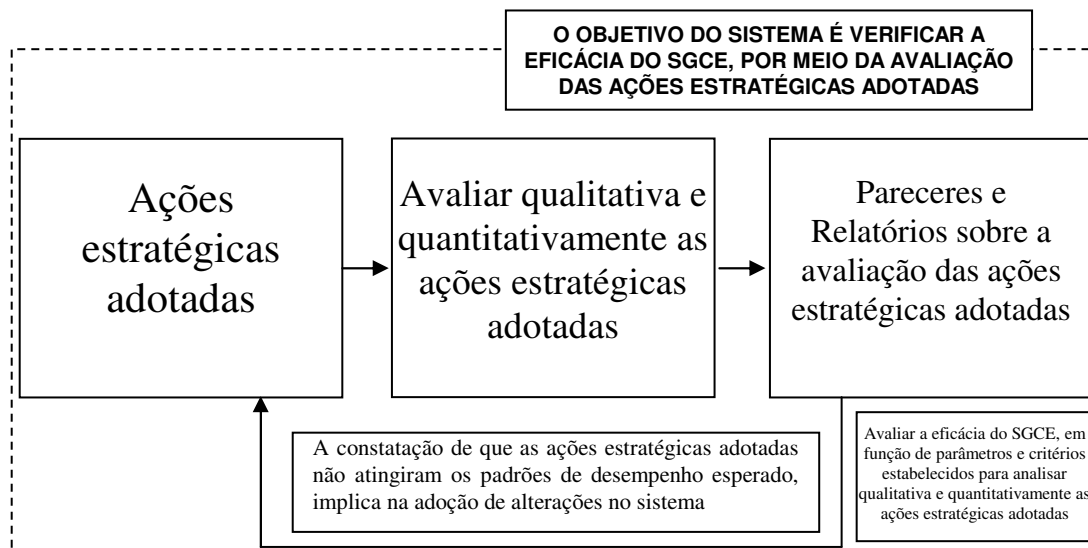 O OBJETIVO DO SISTEMA É VERIFICAR A
EFICÁCIA DO SGCE, POR MEIO DA AVALIAÇÃO
DAS AÇÕES ESTRATÉGICAS ADOTADAS
Ações
estratégicas
adotadas
Avaliar qualitativa e
quantitativamente as
ações estratégicas
adotadas
Pareceres e
Relatórios sobre a
avaliação das ações
estratégicas adotadas
A constatação de que as ações estratégicas adotadas
não atingiram os padrões de desempenho esperado,
implica na adoção de alterações no sistema
Avaliar a eficácia do SGCE, em
função de parâmetros e critérios
estabelecidos para analisar
qualitativa e quantitativamente as
ações estratégicas adotadas